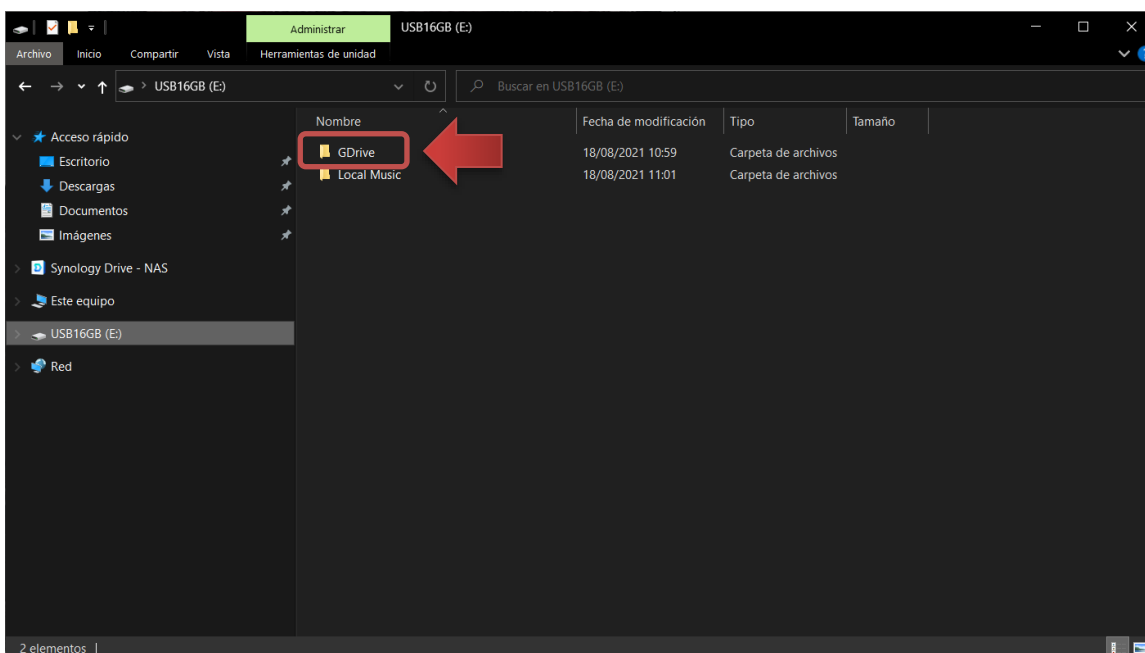 Administrar USB16GB (E:)
Archivo Inicio Compartir Vista Herramientas de unidad
USB16GB (E:) Buscar en USB16GB (E:)
Nombre Fecha de modificación Tipo Tamaño
GDrive 18/08/2021 10:59 Carpeta de archivos
Local Music 18/08/2021 11:01 Carpeta de archivos
Acceso rápido
Escritorio
Descargas
Documentos
Imágenes
Synology Drive - NAS
Este equipo
USB16GB (E:)
Red
2 elementos